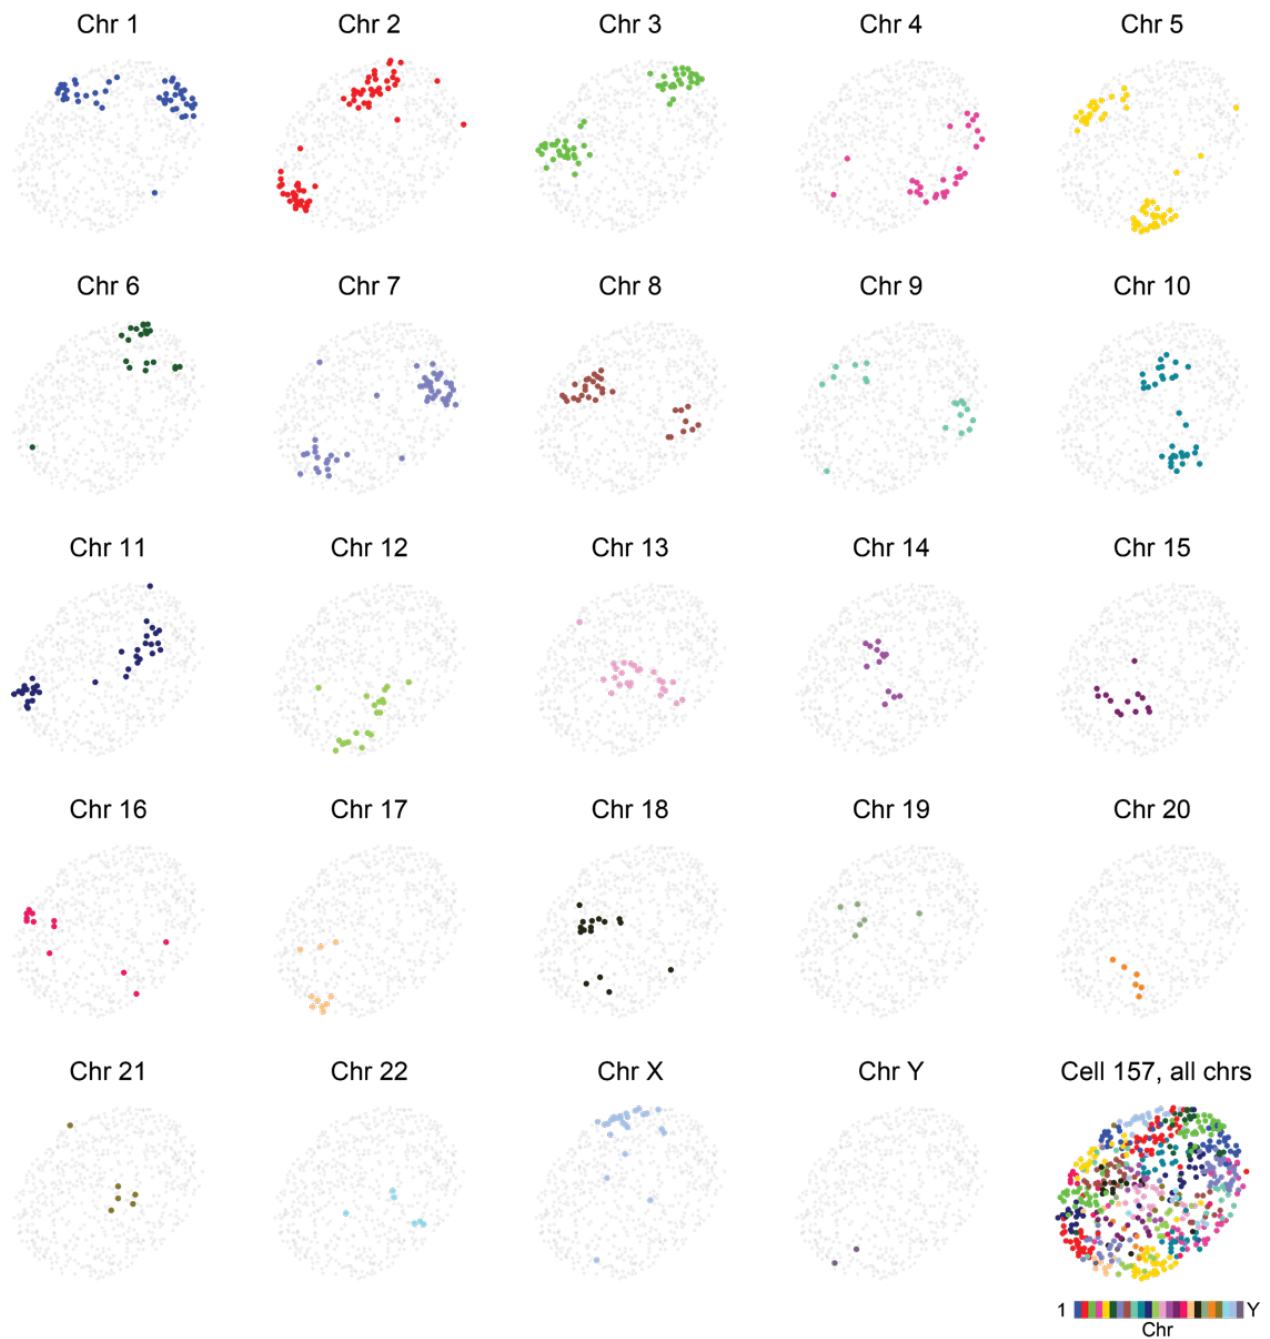 Chr 1 Chr 2 Chr 3 Chr 4 Chr 5
Chr 6 Chr 7 Chr 8 Chr 9 Chr 10
Chr 11 Chr 12 Chr 13 Chr 14 Chr 15
Chr 16 Chr 17 Chr 18 Chr 19 Chr 20
Chr 21 Chr 22 Chr X Chr Y Cell 157, all chrs
1 Y
Chr